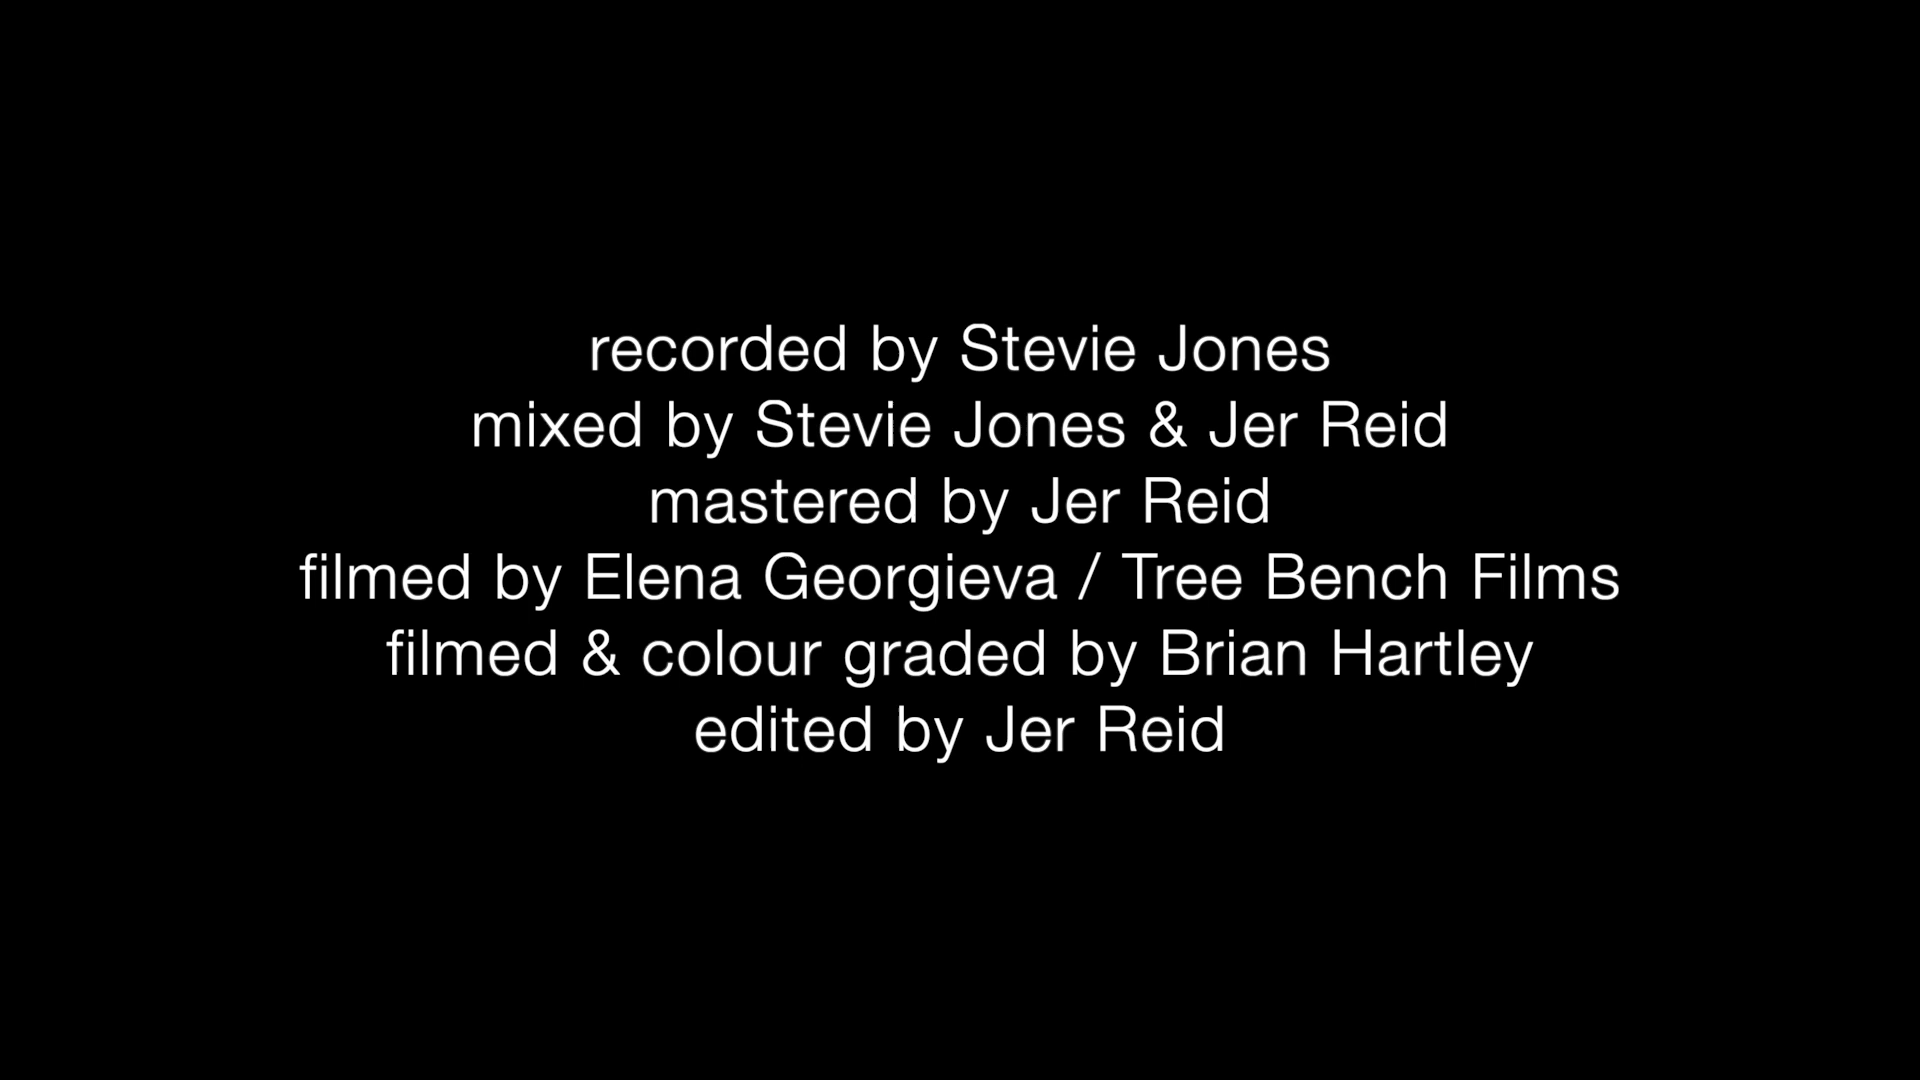 recorded by Stevie Jones
mixed by Stevie Jones & Jer Reid
mastered by Jer Reid
filmed by Elena Georgieva / Tree Bench Films
filmed & colour graded by Brian Hartley
edited by Jer Reid